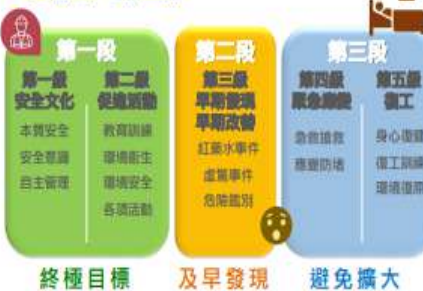 第一段
第一級
安全文化
本質安全
安全意識
自主管理
第二級
促進活動
教育訓練
環境衛生
環境安全
各項活動
終極目標
第二段
第三級
早期發現
早期改善
紅藥水事件
虛驚事件
危險鑑別
及早發現
第三段
第四級
緊急應變
急救搶救
應變防堵
第五級
復工
身心復健
復工訓練
環境復原
避免擴大